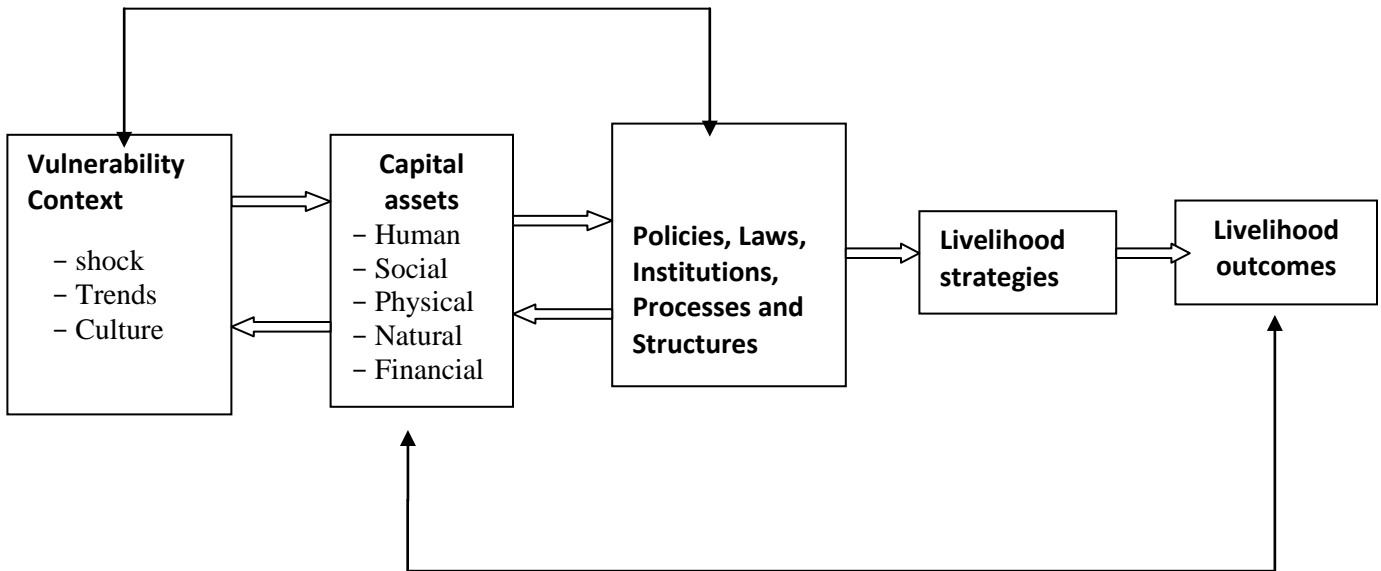 Vulnerability
Context
– shock
– Trends
– Culture
Capital
assets
– Human
– Social
– Physical
– Natural
– Financial
Policies, Laws,
Institutions,
Processes and
Structures
Livelihood
strategies
Livelihood
outcomes